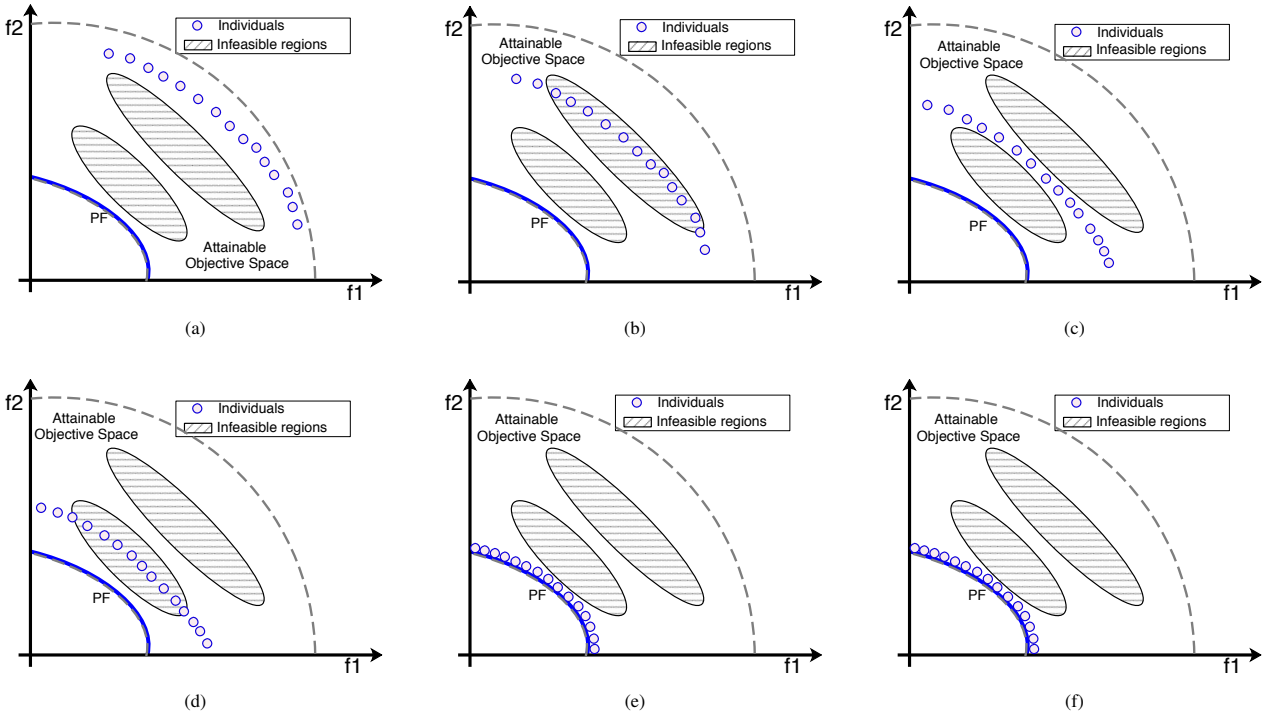 f2
Individuals
Infeasible regions
PF
Attainable
Objective Space
f1
(a)
f2
Attainable
Objective Space
Individuals
Infeasible regions
PF
f1
(b)
f2
Attainable
Objective Space
Individuals
Infeasible regions
PF
f1
(c)
f2
Attainable
Objective Space
Individuals
Infeasible regions
PF
f1
(d)
f2
Attainable
Objective Space
Individuals
Infeasible regions
PF
f1
(e)
f2
Attainable
Objective Space
Individuals
Infeasible regions
PF
f1
(f)